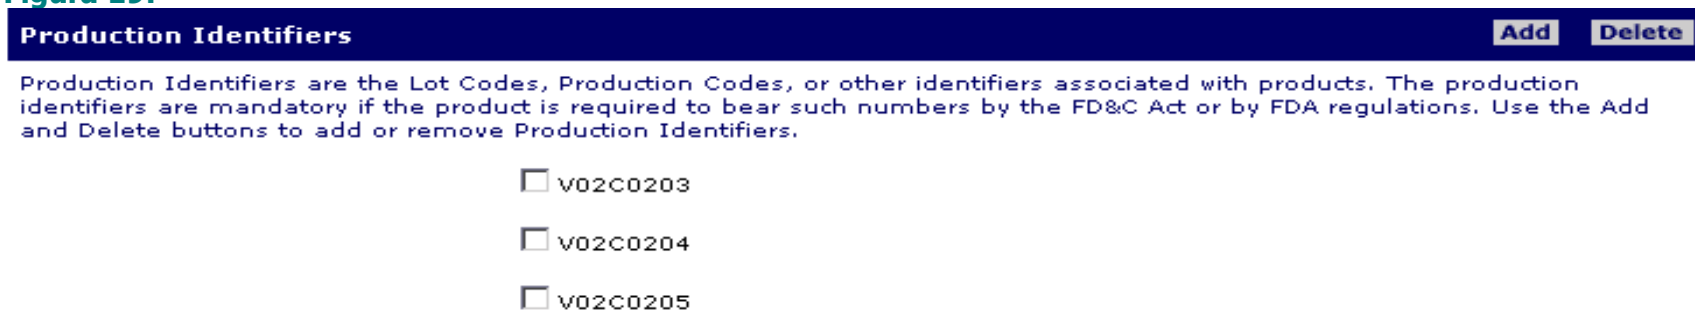 Figura 29.
Production Identifiers Add Delete
Production Identifiers are the Lot Codes, Production Codes, or other identifiers associated with products. The production
identifiers are mandatory if the product is required to bear such numbers by the FD&C Act or by FDA regulations. Use the Add
and Delete buttons to add or remove Production Identifiers.
V02C0203
V02C0204
V02C0205